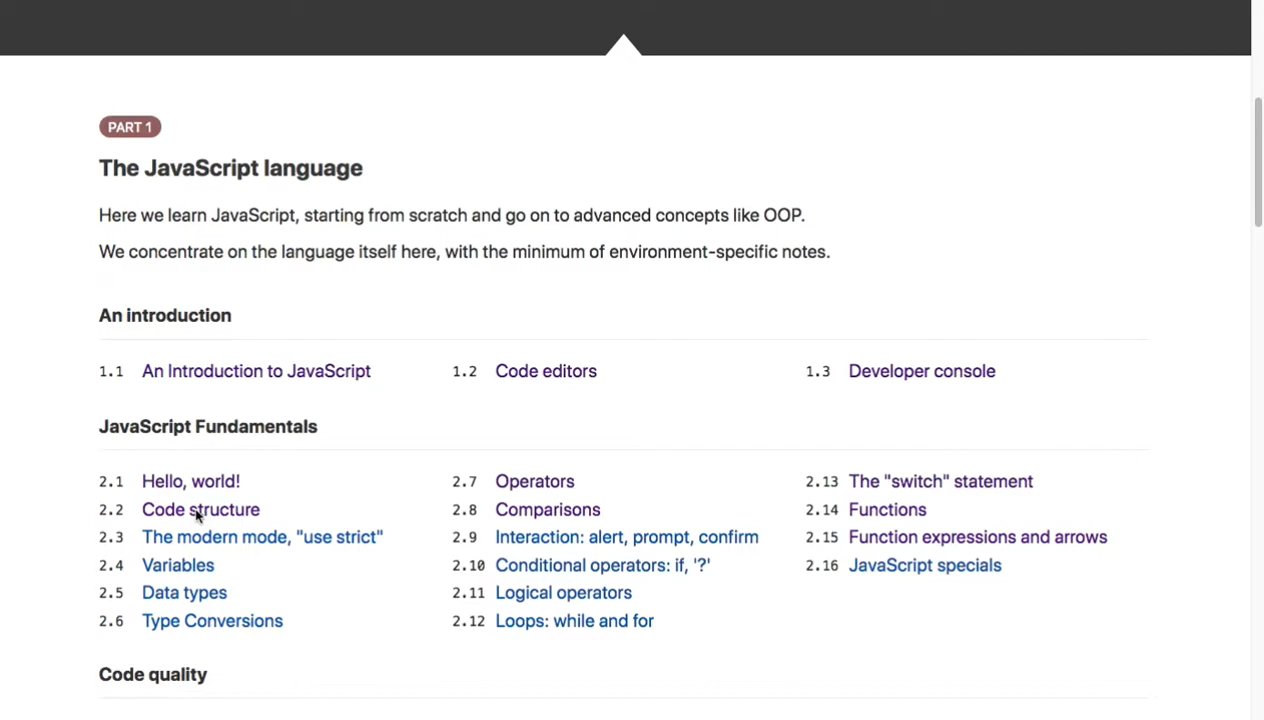 PART 1
The JavaScript language
Here we learn JavaScript, starting from scratch and go on to advanced concepts like OOP.
We concentrate on the language itself here, with the minimum of environment-specific notes.
An introduction
1.1 An Introduction to JavaScript
1.2 Code editors
1.3 Developer console
JavaScript Fundamentals
2.1 Hello, world!
2.2 Code structure
2.3 The modern mode, "use strict"
2.4 Variables
2.5 Data types
2.6 Type Conversions
2.7 Operators
2.8 Comparisons
2.9 Interaction: alert, prompt, confirm
2.10 Conditional operators: if, '?'
2.11 Logical operators
2.12 Loops: while and for
2.13 The "switch" statement
2.14 Functions
2.15 Function expressions and arrows
2.16 JavaScript specials
Code quality